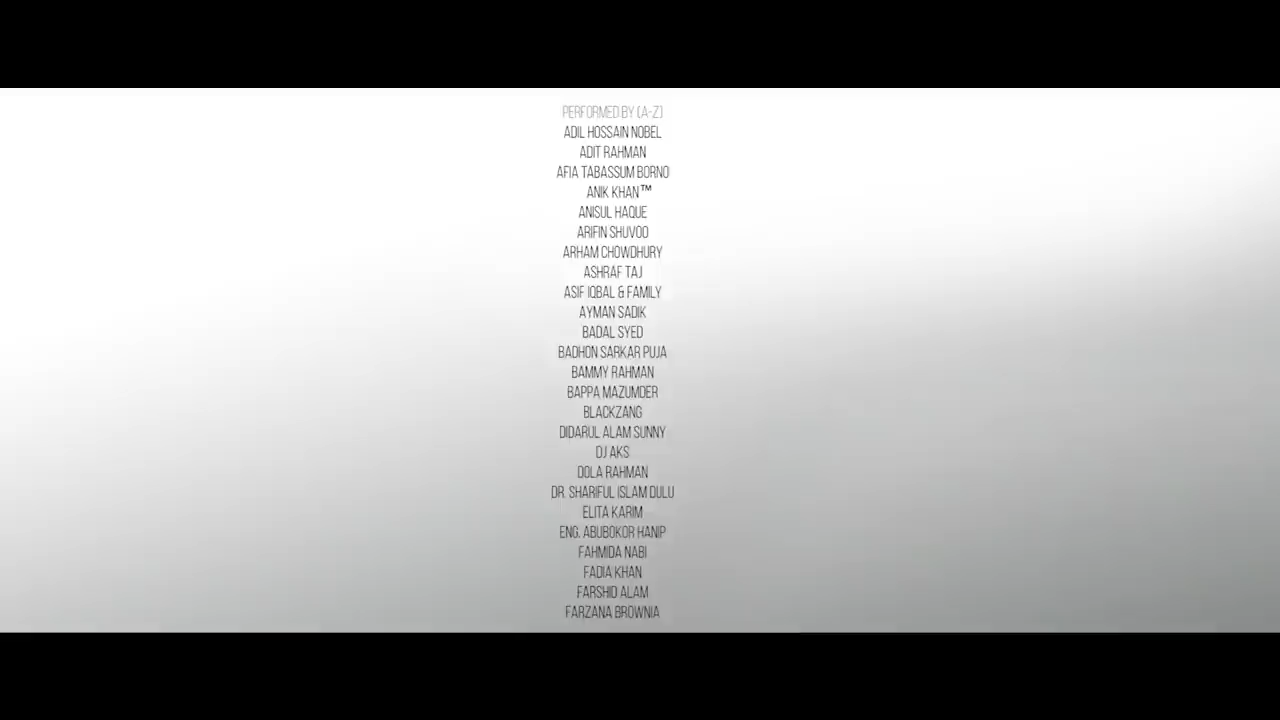 PERFORMED BY (A-Z)
ADIL HOSSAIN NOBEL
ADIT RAHMAN
AFIA TABASSUM BORNO
ANIK KHAN™
ANISUL HAQUE
ARIFIN SHUVOO
ARHAM CHOWDHURY
ASHRAF TAJ
ASIF IQBAL & FAMILY
AYMAN SADIK
BADAL SYED
BADHON SARKAR PUJA
BAMMY RAHMAN
BAPPA MAZUMDER
BLACKZANG
DIDARUL ALAM SUNNY
DJ AKS
DOLA RAHMAN
DR. SHARIFUL ISLAM DULU
ELITA KARIM
ENG. ABUBOKOR HANIP
FAHMIDA NABI
FADIA KHAN
FARSHID ALAM
FARZANA BROWNIA